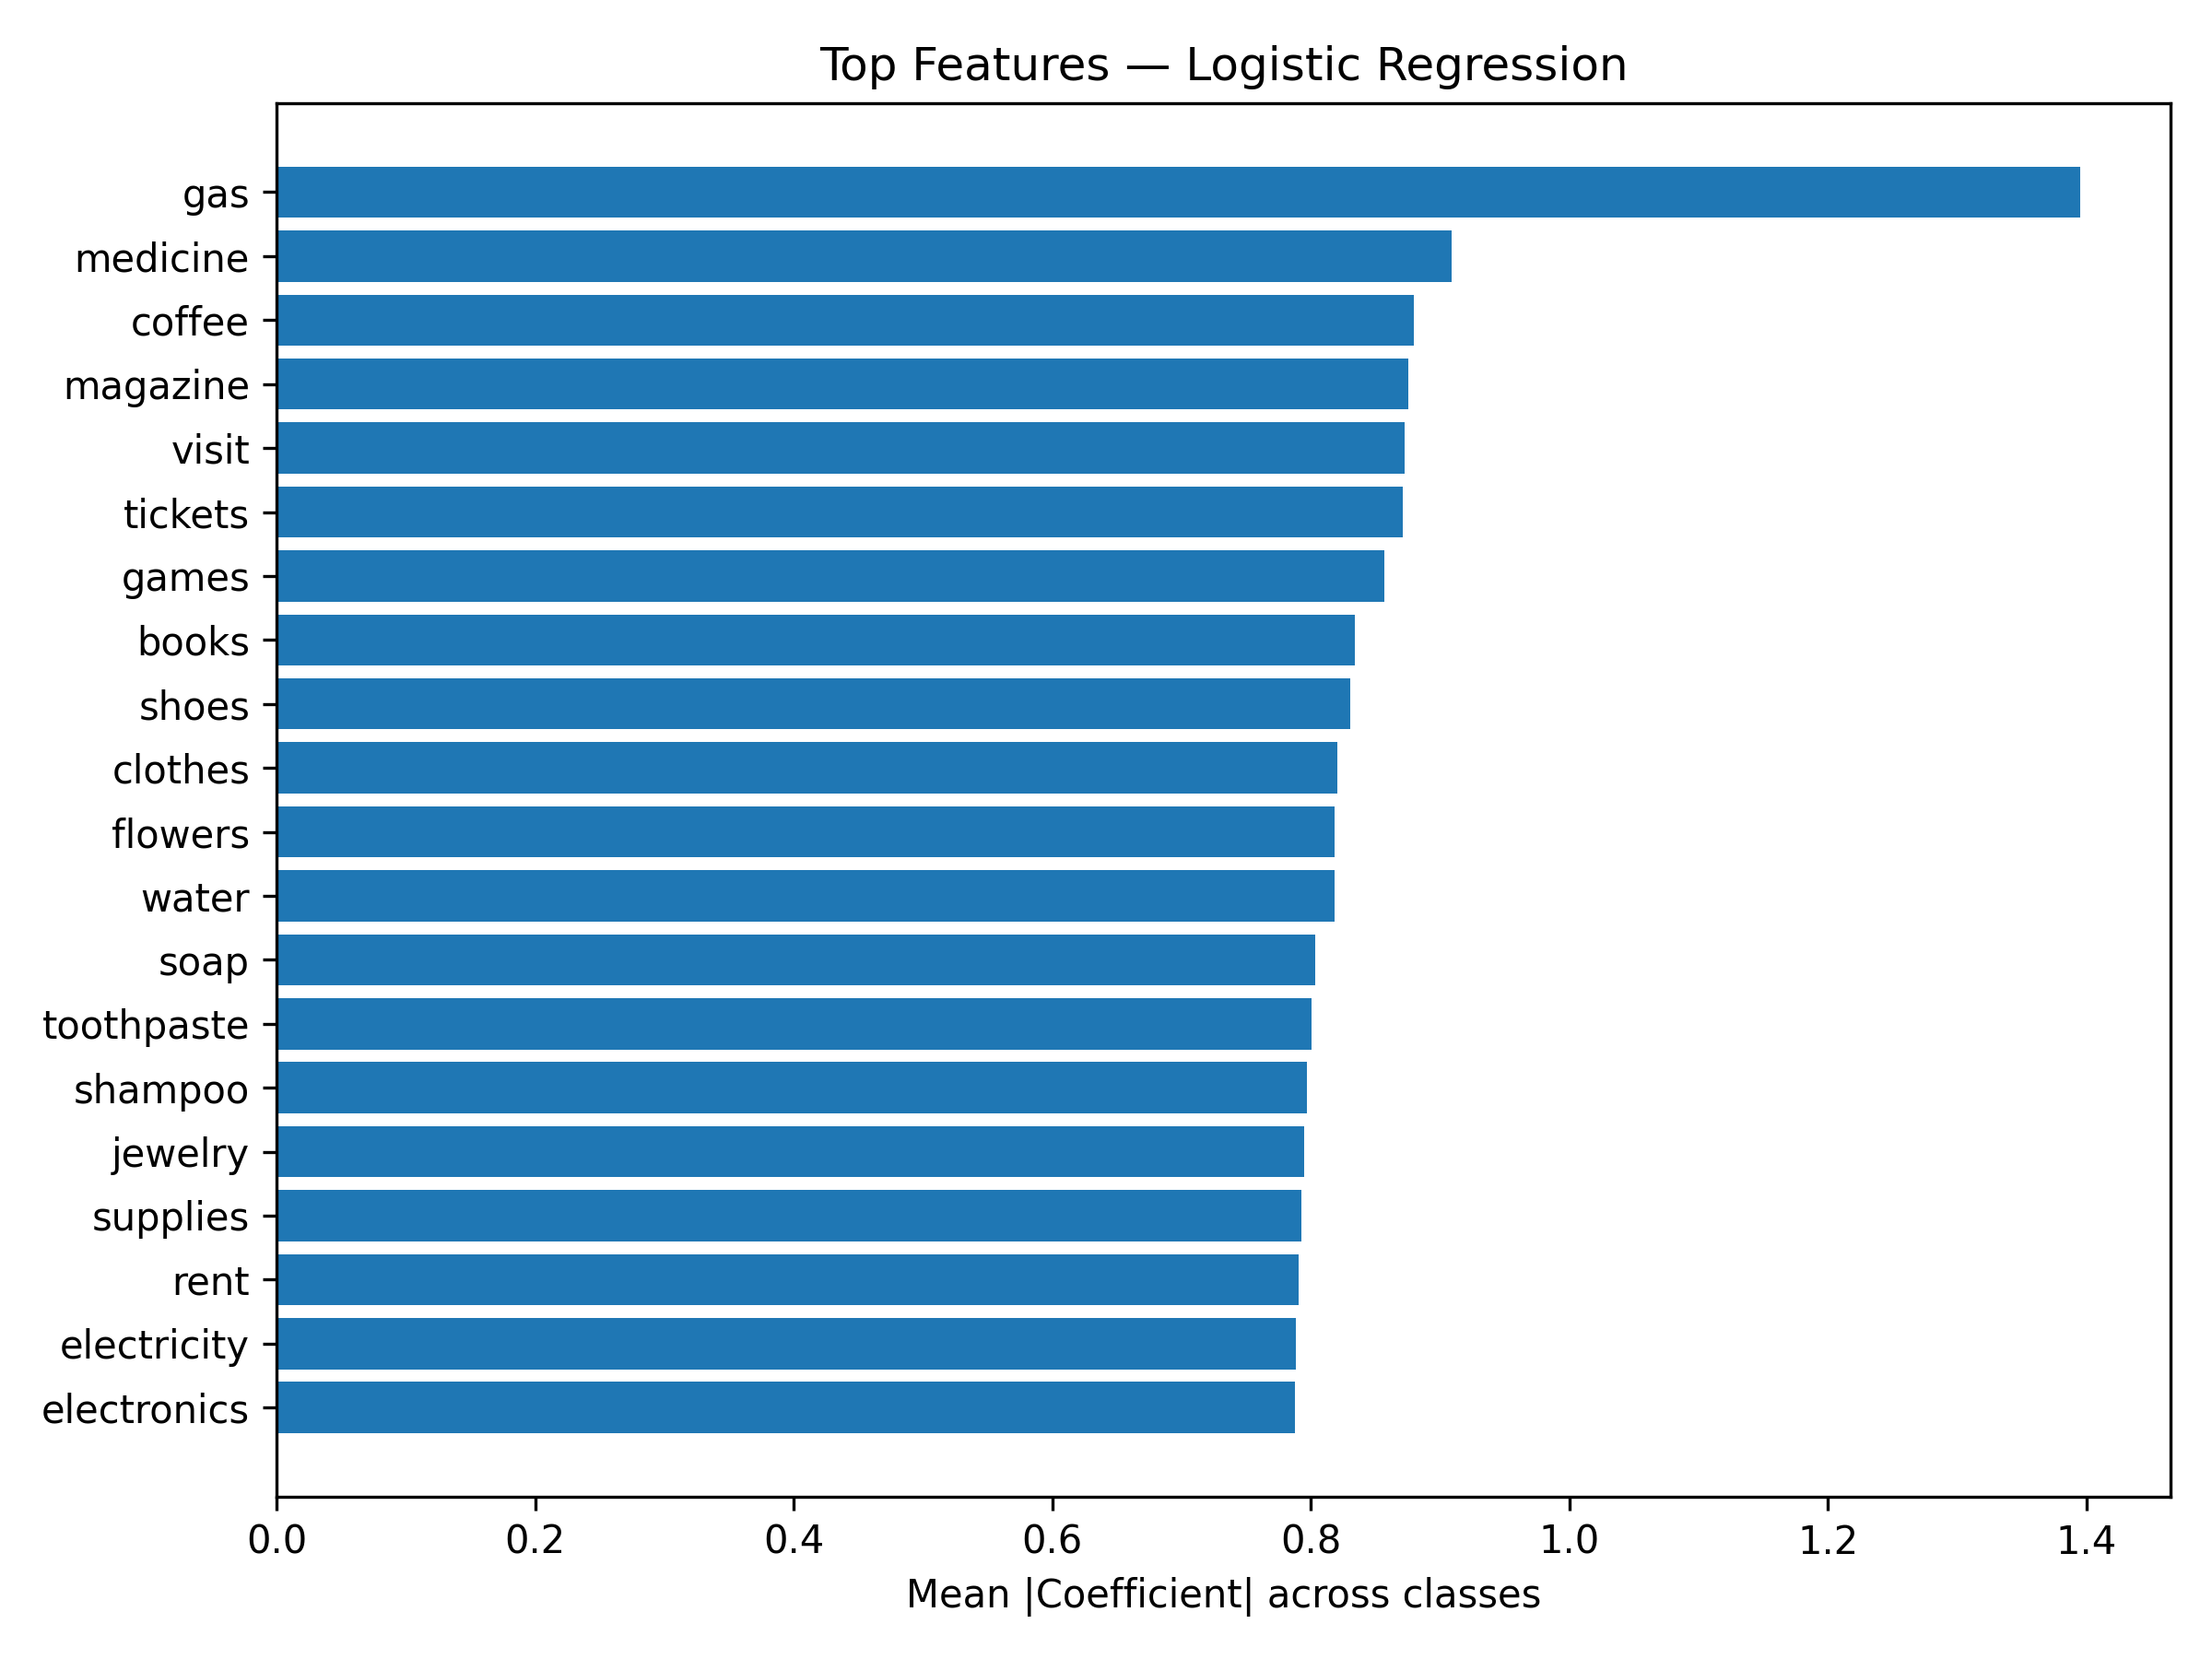 Top Features — Logistic Regression
gas
medicine
coffee
magazine
visit
tickets
games
books
shoes
clothes
flowers
water
soap
toothpaste
shampoo
jewelry
supplies
rent
electricity
electronics
0.0 0.2 0.4 0.6 0.8 1.0 1.2 1.4
Mean |Coefficient| across classes